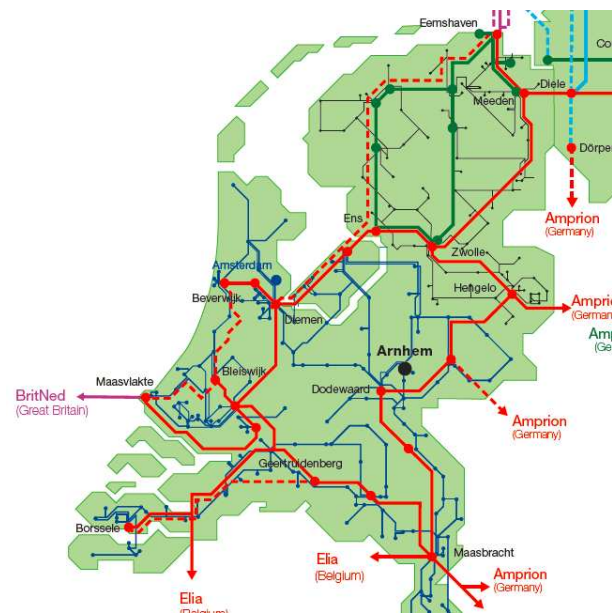 Eemshaven
Co
Diele
Meeden
Dörpe
Amprion
(Germany)
Ens
Zwolle
Amsterdam
Hengelo
Beverwijk
Diemen
Amprio
(German
Amp
(Ge
Arnhem
Bleiswijk
Maasvlakte
BritNed
(Great Britain)
Dodewaard
Amprion
(Germany)
Geertruidenberg
Borssele
Maasbracht
Elia
(Belgium)
Amprion
(Germany)
Elia
(Belgium)